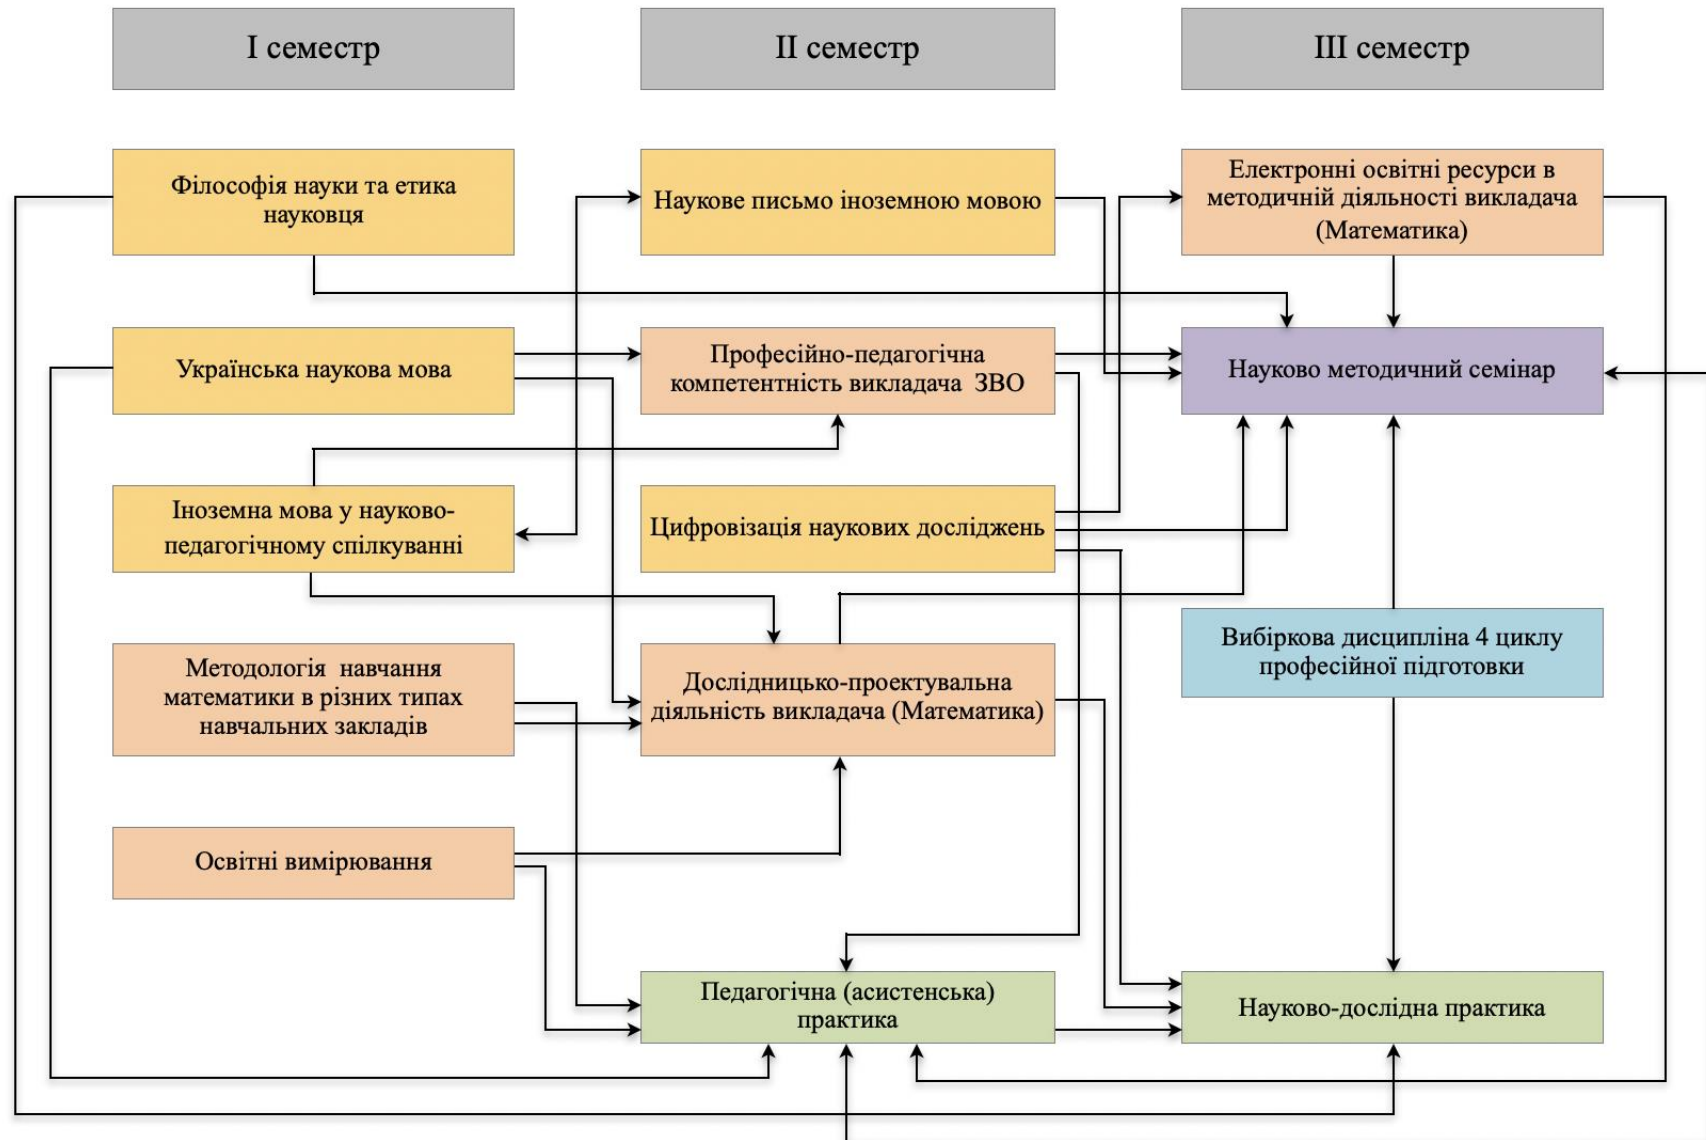 І семестр
ІІ семестр
ІІІ семестр
Філософія науки та етика
науковця
Наукове письмо іноземною мовою
Електронні освітні ресурси в
методичній діяльності викладача
(Математика)
Українська наукова мова
Професійно-педагогічна
компетентність викладача ЗВО
Науково методичний семінар
Іноземна мова у науково-
педагогічному спілкуванні
Цифровізація наукових досліджень
Вибіркова дисципліна 4 циклу
професійної підготовки
Методологія навчання
математики в різних типах
навчальних закладів
Дослідницько-проектувальна
діяльність викладача (Математика)
Освітні вимірювання
Педагогічна (асистенська)
практика
Науково-дослідна практика